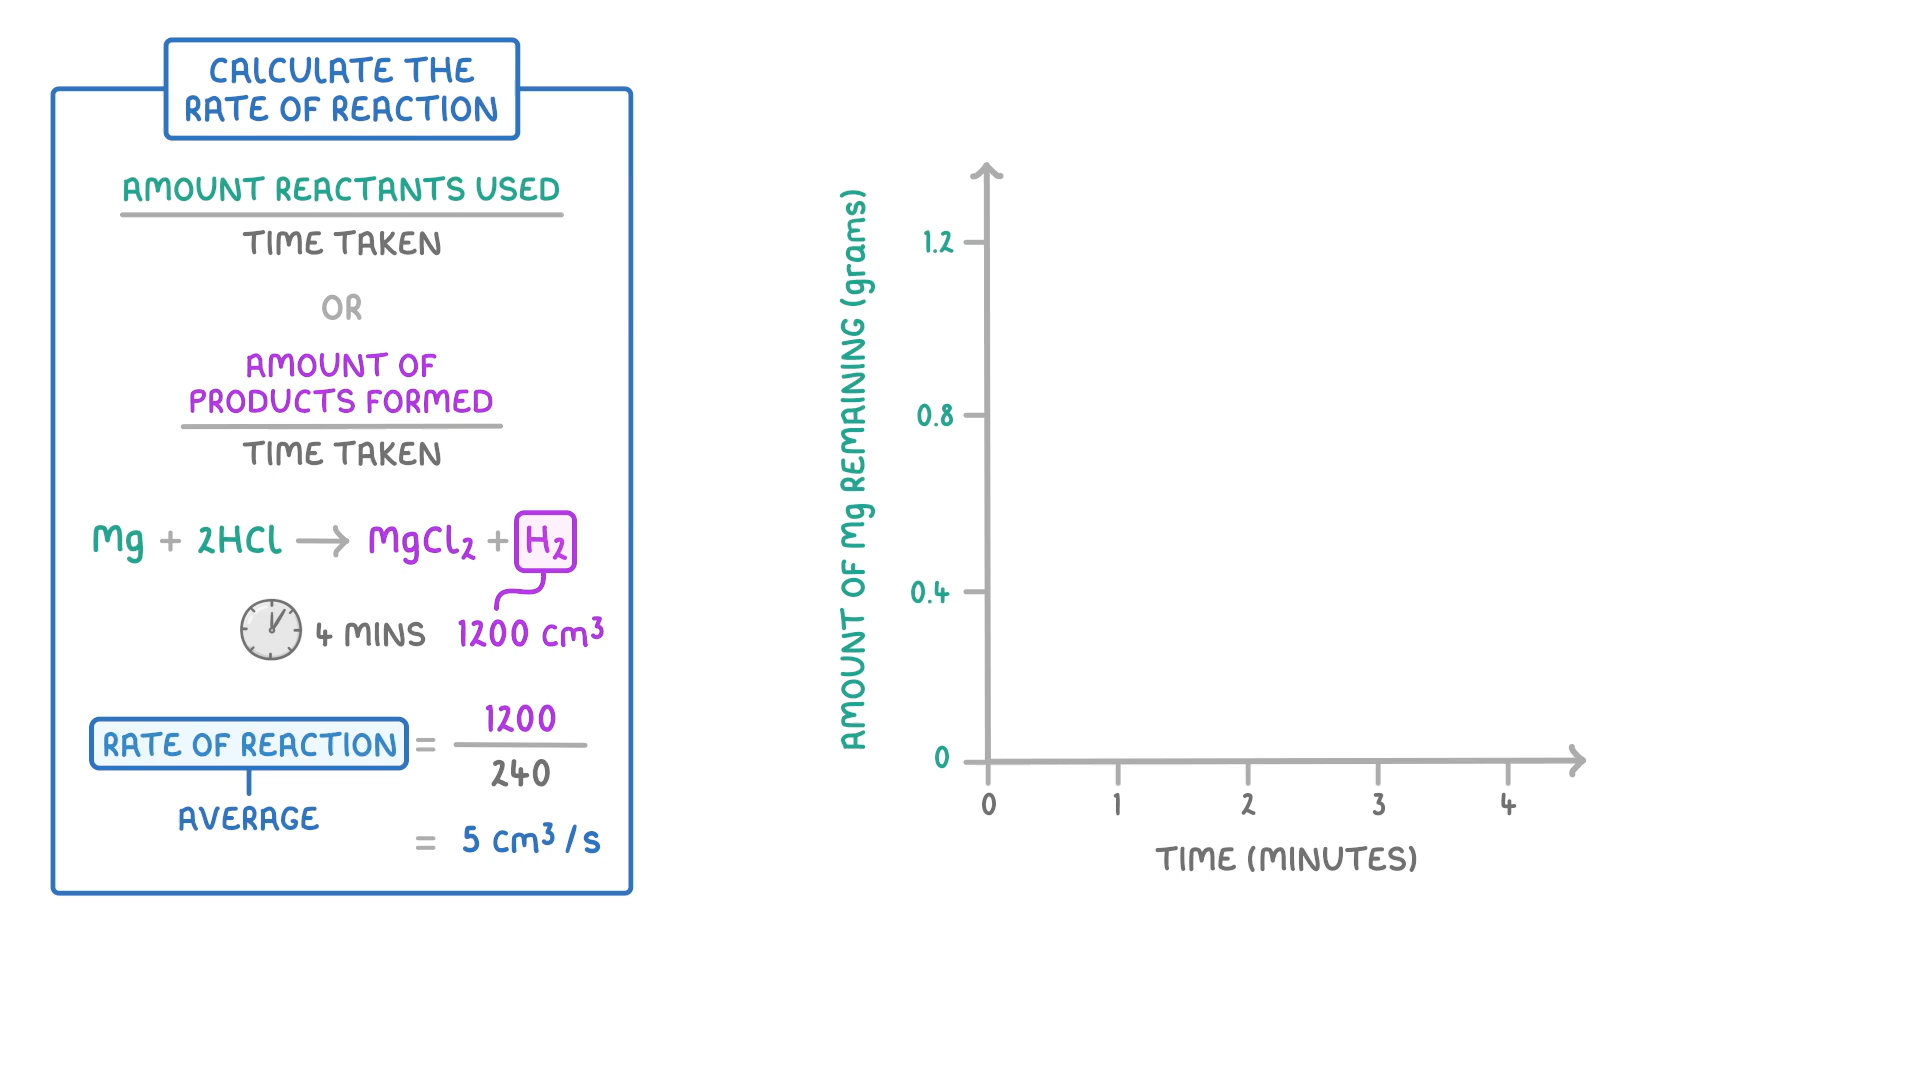 CALCULATE THE
RATE OF REACTION
AMOUNT REACTANTS USED
TIME TAKEN
OR
AMOUNT OF
PRODUCTS FORMED
TIME TAKEN
Mg + 2HCl → MgCl₂ + H₂
4 MINS 1200 cm³
RATE OF REACTION = 1200
240
AVERAGE
= 5 cm³/s
AMOUNT OF Mg REMAINING (grams)
1.2
0.8
0.4
0
0 1 2 3 4
TIME (MINUTES)